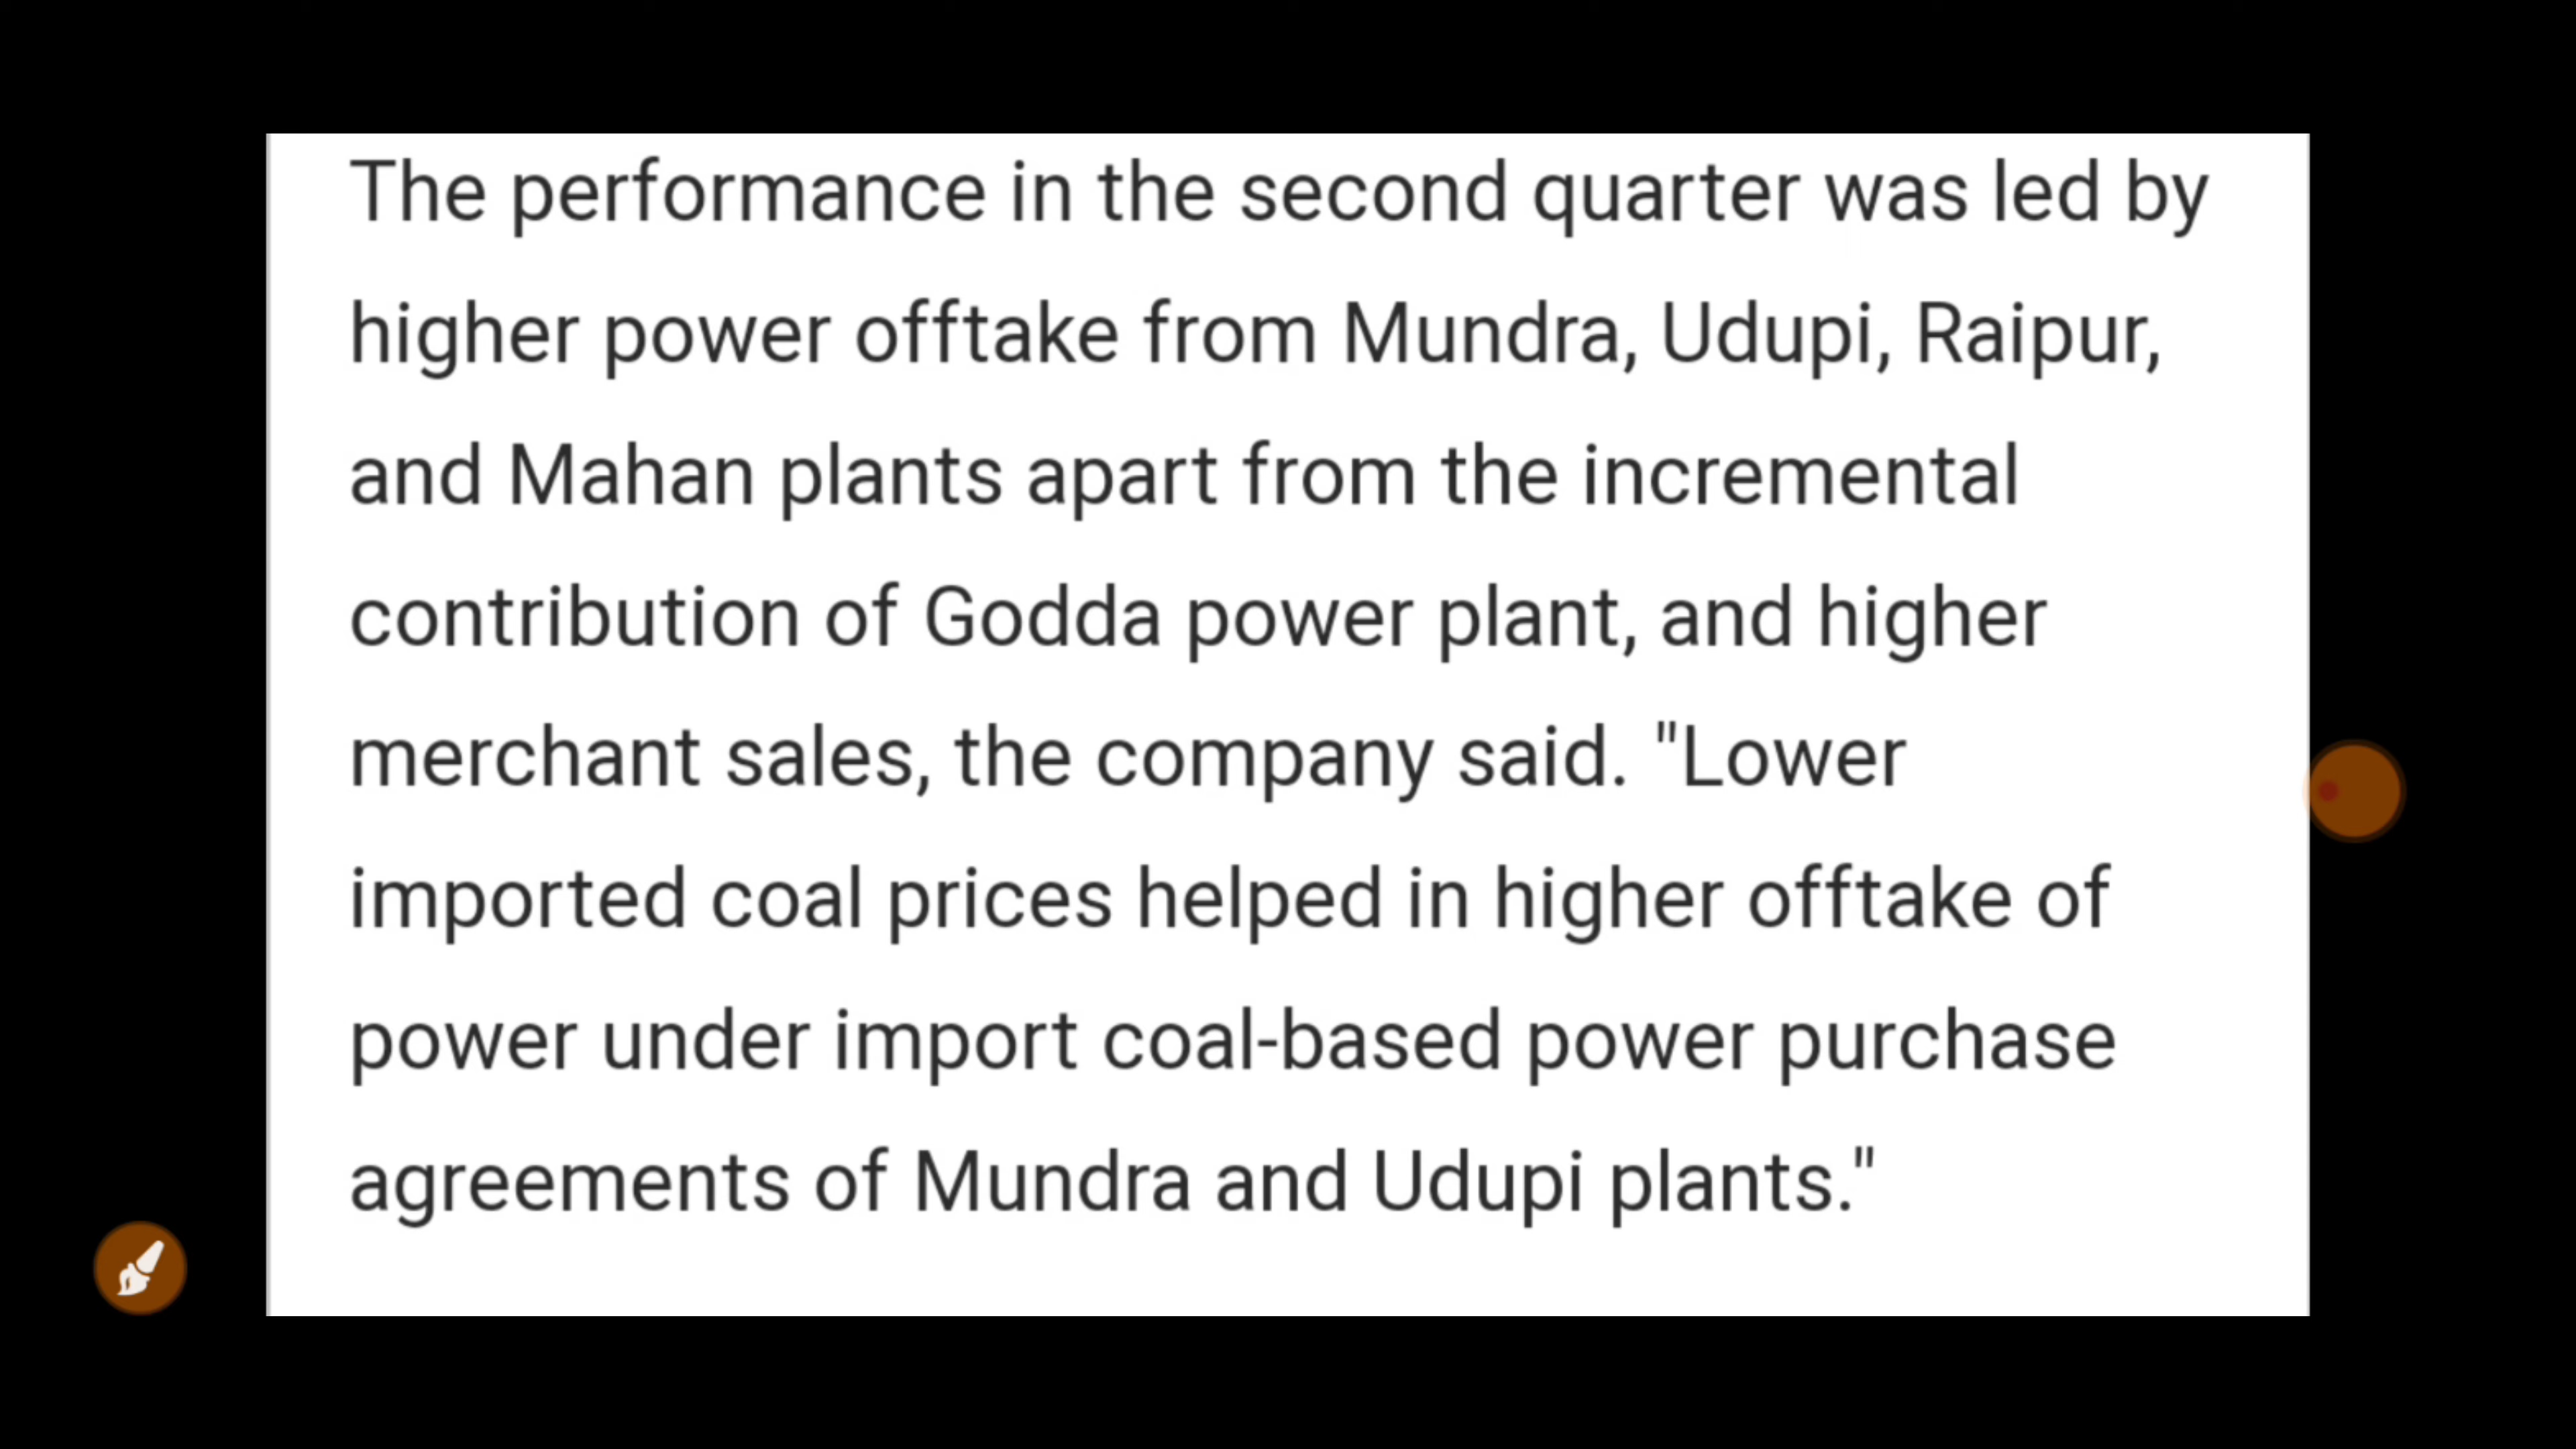 The performance in the second quarter was led by
higher power offtake from Mundra, Udupi, Raipur,
and Mahan plants apart from the incremental
contribution of Godda power plant, and higher
merchant sales, the company said. "Lower
imported coal prices helped in higher offtake of
power under import coal-based power purchase
agreements of Mundra and Udupi plants."